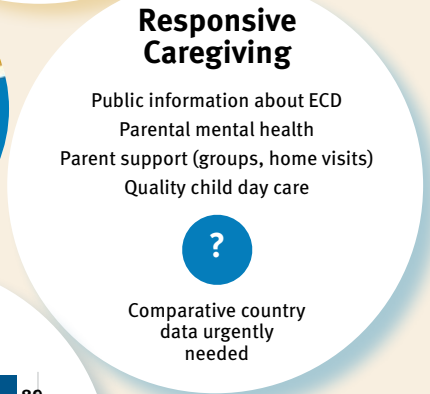 Responsive
Caregiving
Public information about ECD
Parental mental health
Parent support (groups, home visits)
Quality child day care
?
Comparative country
data urgently
needed